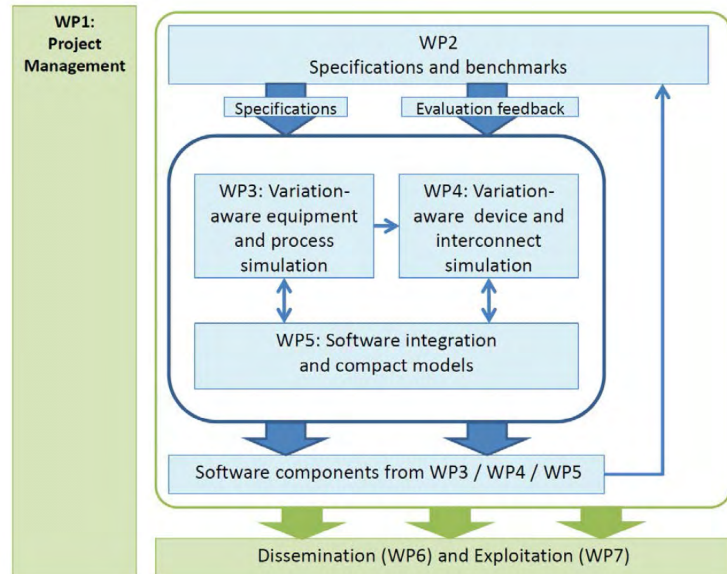 WP1:
Project
Management
WP2
Specifications and benchmarks
Specifications
Evaluation feedback
WP3: Variation-
aware equipment
and process
simulation
WP4: Variation-
aware device and
interconnect
simulation
WP5: Software integration
and compact models
Software components from WP3 / WP4 / WP5
Dissemination (WP6) and Exploitation (WP7)